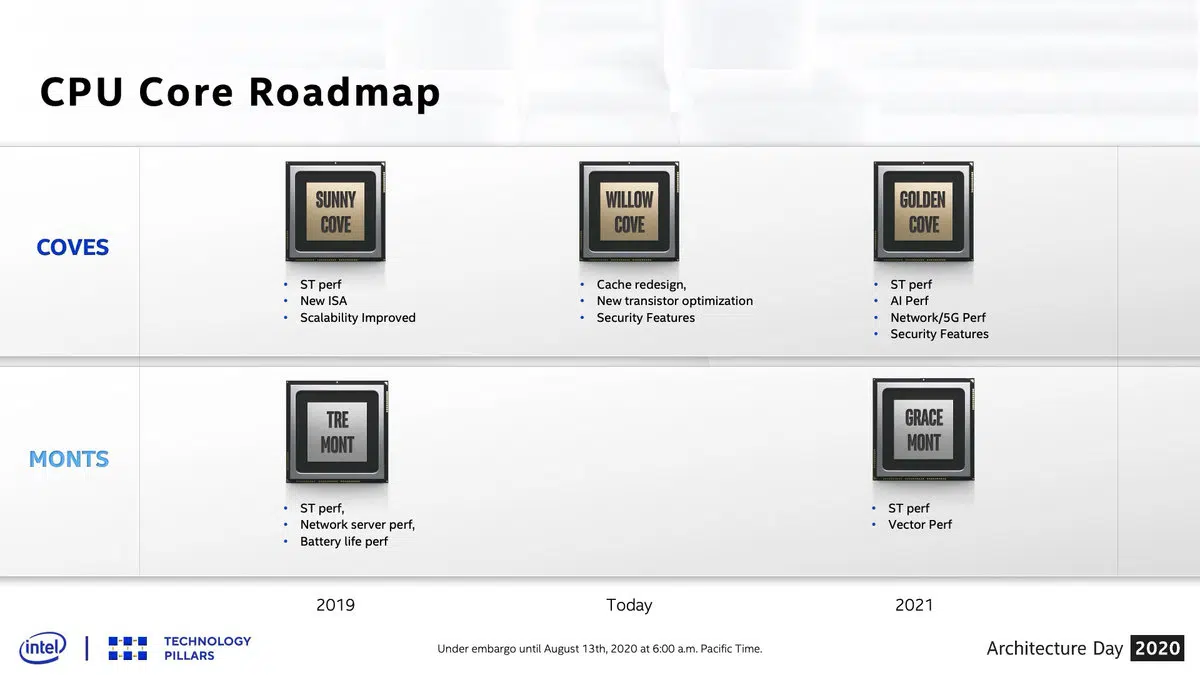 CPU Core Roadmap
COVES
SUNNY
COVE
• ST perf
• New ISA
• Scalability Improved
WILLOW
COVE
• Cache redesign,
• New transistor optimization
• Security Features
GOLDEN
COVE
• ST perf
• AI Perf
• Network/5G Perf
• Security Features
MONTS
TRE
MONT
• ST perf,
• Network server perf,
• Battery life perf
GRACE
MONT
• ST perf
• Vector Perf
2019
Today
2021
intel
TECHNOLOGY
PILLARS
Under embargo until August 13th, 2020 at 6:00 a.m. Pacific Time.
Architecture Day 2020